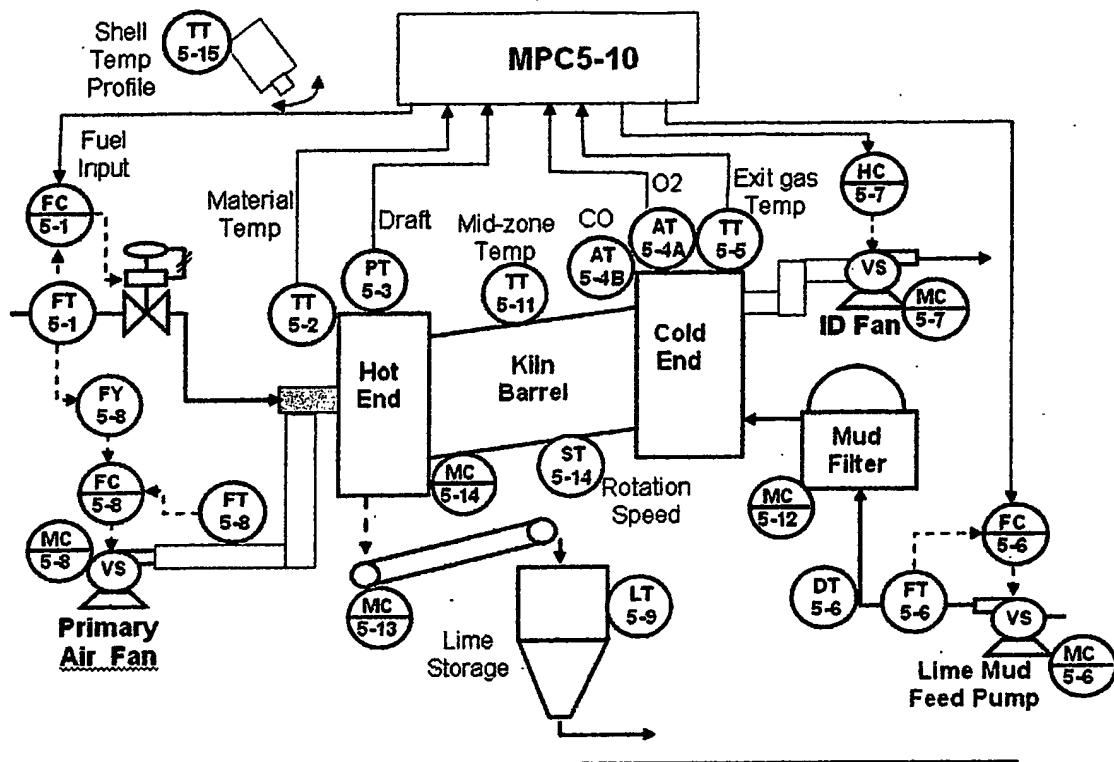 Shell
Temp
Profile
TT
5-15
MPC5-10
Fuel
Input
FC
5-1
FT
5-1
Material
Temp
Draft
Mid-zone
Temp
CO
O2
Exit gas
Temp
HC
5-7
TT
5-2
PT
5-3
TT
5-11
AT
5-4B
AT
5-4A
TT
5-5
VS
MC
5-7
ID Fan
Hot
End
Kiln
Barrel
Cold
End
FY
5-8
FC
5-8
FT
5-8
MC
5-8
VS
Primary
Air Fan
MC
5-14
ST
5-14
Rotation
Speed
Mud
Filter
MC
5-12
FC
5-6
DT
5-6
FT
5-6
VS
MC
5-6
Lime Mud
Feed Pump
MC
5-13
Lime
Storage
LT
5-9